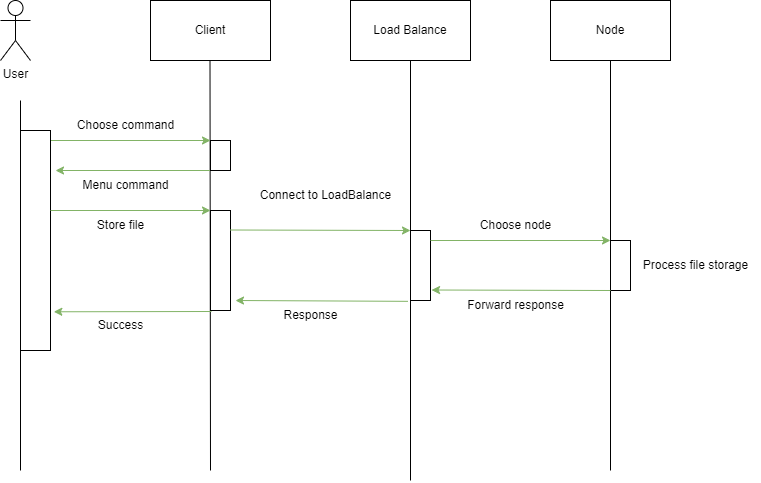 Client
Load Balance
Node
User
Choose command
Menu command
Connect to LoadBalance
Store file
Choose node
Process file storage
Forward response
Response
Success